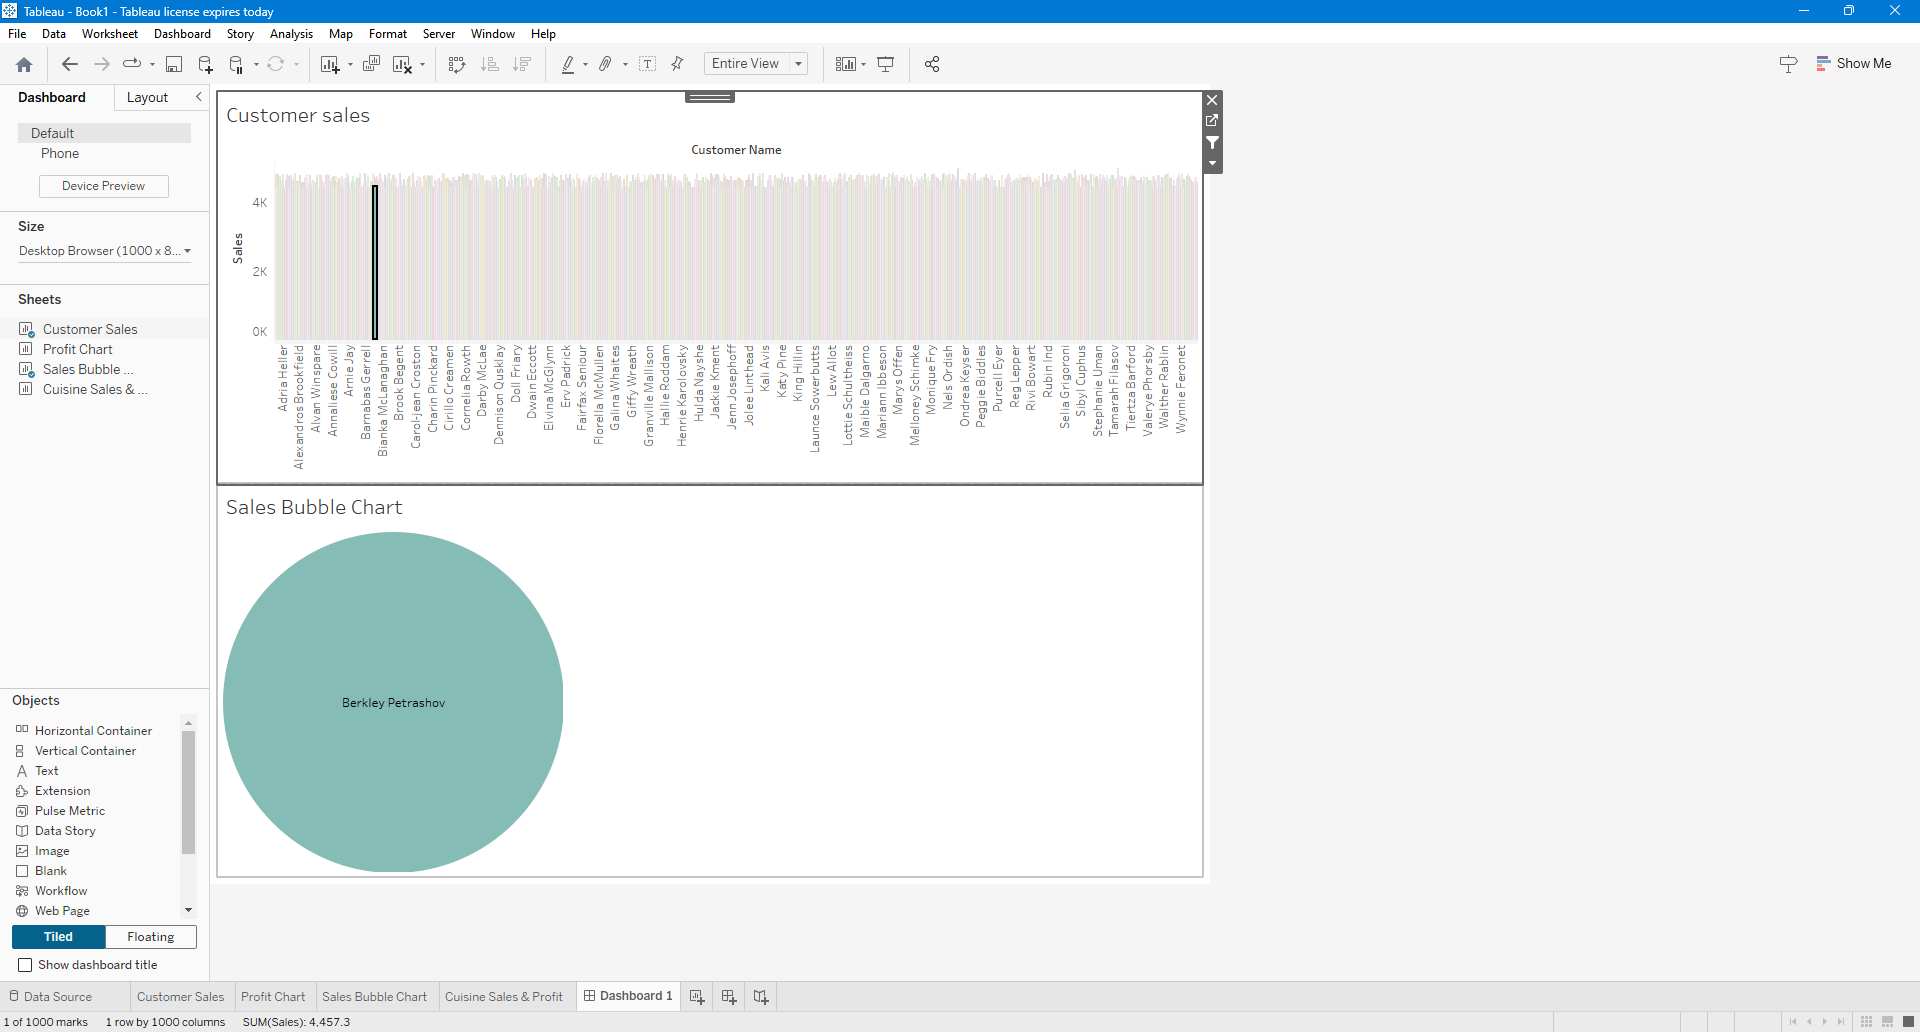 Tableau - Book1 - Tableau license expires today
File Data Worksheet Dashboard Story Analysis Map Format Server Window Help
Entire View
Show Me
Dashboard Layout
Default
Phone
Device Preview
Size
Desktop Browser (1000 x 8...
Sheets
Customer Sales
Profit Chart
Sales Bubble ...
Cuisine Sales & ...
Objects
Horizontal Container
Vertical Container
Text
Extension
Pulse Metric
Data Story
Image
Blank
Workflow
Web Page
Tiled Floating
Show dashboard title
Customer sales
Customer Name
Sales
4K
2K
0K
Adria Heller
Alexandros Brookfield
Alvan Winspare
Annaliese Cowill
Arnie Jay
Barnabas Gerrell
Bianka McLanaghan
Brook Begent
Carol-jean Croston
Charin Pinckard
Cirillo Creamen
Cornelia Rowth
Darby McLae
Dennison Qusklay
Doll Friary
Dwain Eccott
Elvina McGlynn
Erv Padrick
Fairfax Seniour
Florella McMullen
Galina Whaites
Giffy Wreath
Granville Mallison
Hallie Roddam
Henrie Karolovsky
Hulda Nayshe
Jackie Kment
Jenn Josephoff
Jolee Linthead
Kali Avis
Katy Pine
King Hillin
Launce Sowerbutts
Lew Allot
Lottie Schultheiss
Maible Dalgarno
Mariann Ibbeson
Marys Offen
Melloney Schimke
Monique Fry
Nels Ordish
Ondrea Keyser
Peggie Biddles
Purcell Eyer
Reg Lepper
Rivi Bowart
Rubin Ind
Selia Grigoroni
Sibyl Cuphus
Stephanie Uman
Tamarah Filasov
Tiertza Barford
Valerye Phorsby
Walther Rablin
Wynnie Feronet
Sales Bubble Chart
Berkley Petrashov
Data Source Customer Sales Profit Chart Sales Bubble Chart Cuisine Sales & Profit Dashboard 1
1 of 1000 marks 1 row by 1000 columns SUM(Sales): 4,457.3